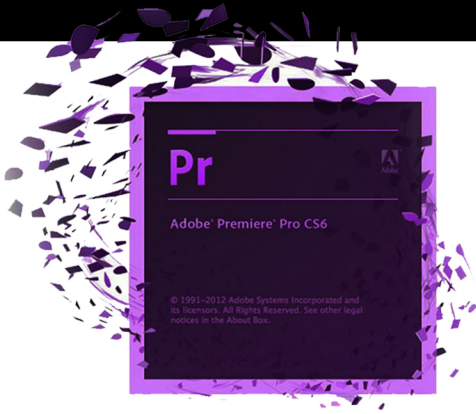 Pr
Adobe
Adobe® Premiere® Pro CS6
© 1991–2012 Adobe Systems Incorporated and
its licensors. All Rights Reserved. See other legal
notices in the About Box.